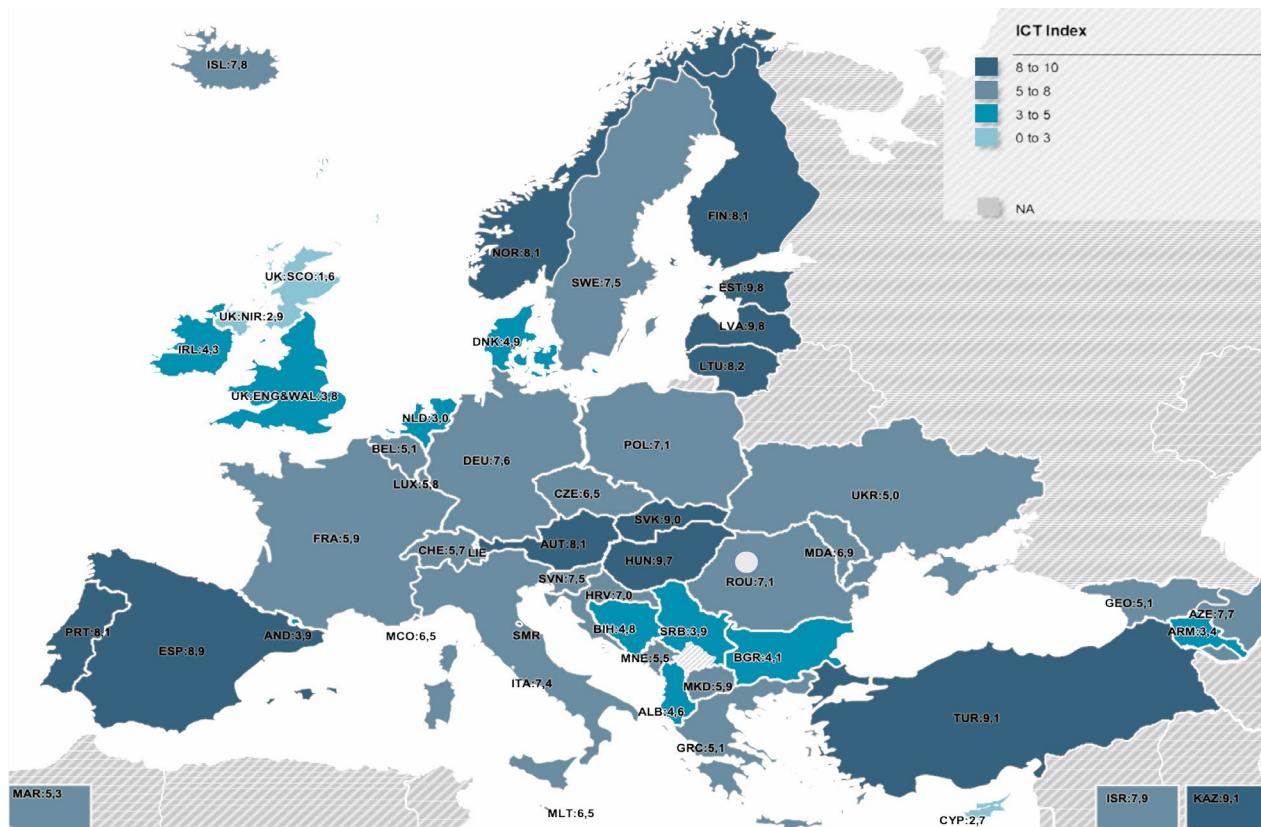 ICT Index
8 to 10
5 to 8
3 to 5
0 to 3
NA
ISL:7,8
FIN:8,1
NOR:8,1
SWE:7,5
UK:SCO:1,6
EST:9,8
UK:NIR:2,9
LVA:9,8
DNK:4,9
IRL:4,3
LTU:8,2
UK:ENG&WAL:3,8
NLD:3,0
BEL:5,1
POL:7,1
DEU:7,6
LUX:5,8
CZE:6,5
UKR:5,0
SVK:9,0
FRA:5,9
CHE:5,7
LIE
AUT:8,1
HUN:9,7
MDA:6,9
SVN:7,5
ROU:7,1
HRV:7,0
GEO:5,1
AZE:7,7
PRT:8,1
AND:3,9
MCO:6,5
SMR
BIH:4,8
SRB:3,9
ARM:3,4
ESP:8,9
MNE:5,5
BGR:4,1
ITA:7,4
MKD:5,9
ALB:4,6
TUR:9,1
GRC:5,1
MAR:5,3
MLT:6,5
CYP:2,7
ISR:7,9
KAZ:9,1